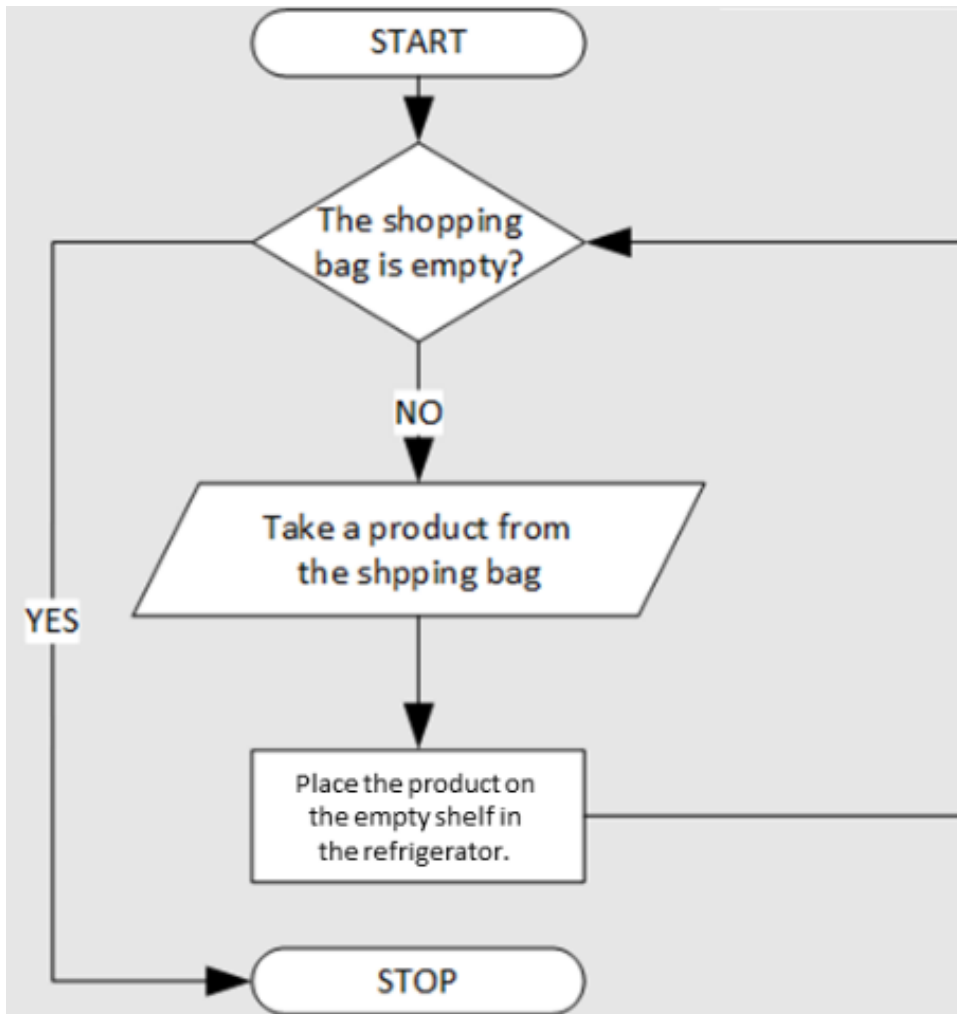 START
The shopping
bag is empty?
NO
Take a product from
the shpping bag
YES
Place the product on
the empty shelf in
the refrigerator.
STOP